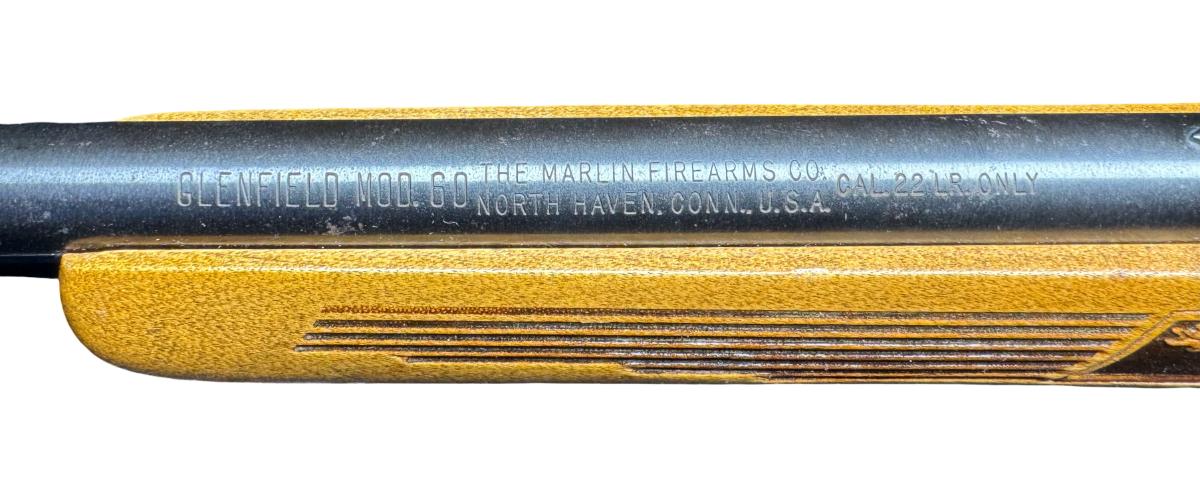 GLENFIELD MOD. 60
THE MARLIN FIREARMS CO.
NORTH HAVEN, CONN., U.S.A.
CAL. 22 LR. ONLY